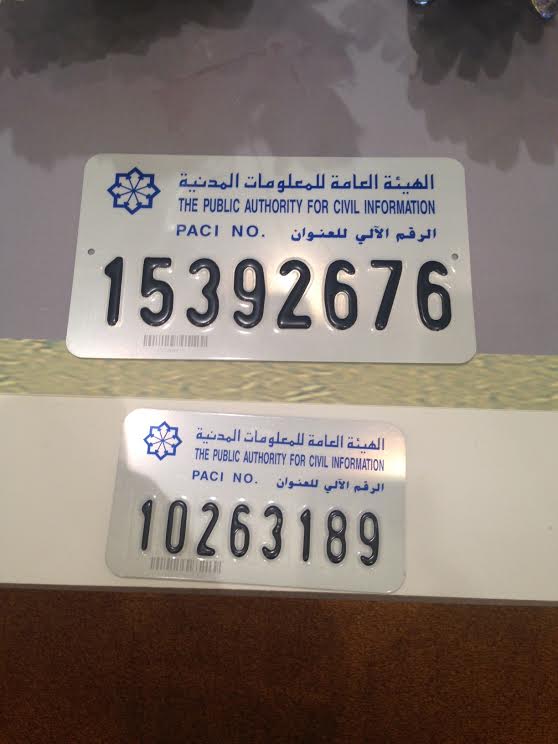 الهيئة العامة للمعلومات المدنية
THE PUBLIC AUTHORITY FOR CIVIL INFORMATION
PACI NO. الرقم الآلي للعنوان
15392676
الهيئة العامة للمعلومات المدنية
THE PUBLIC AUTHORITY FOR CIVIL INFORMATION
PACI NO. الرقم الآلي للعنوان
10263189